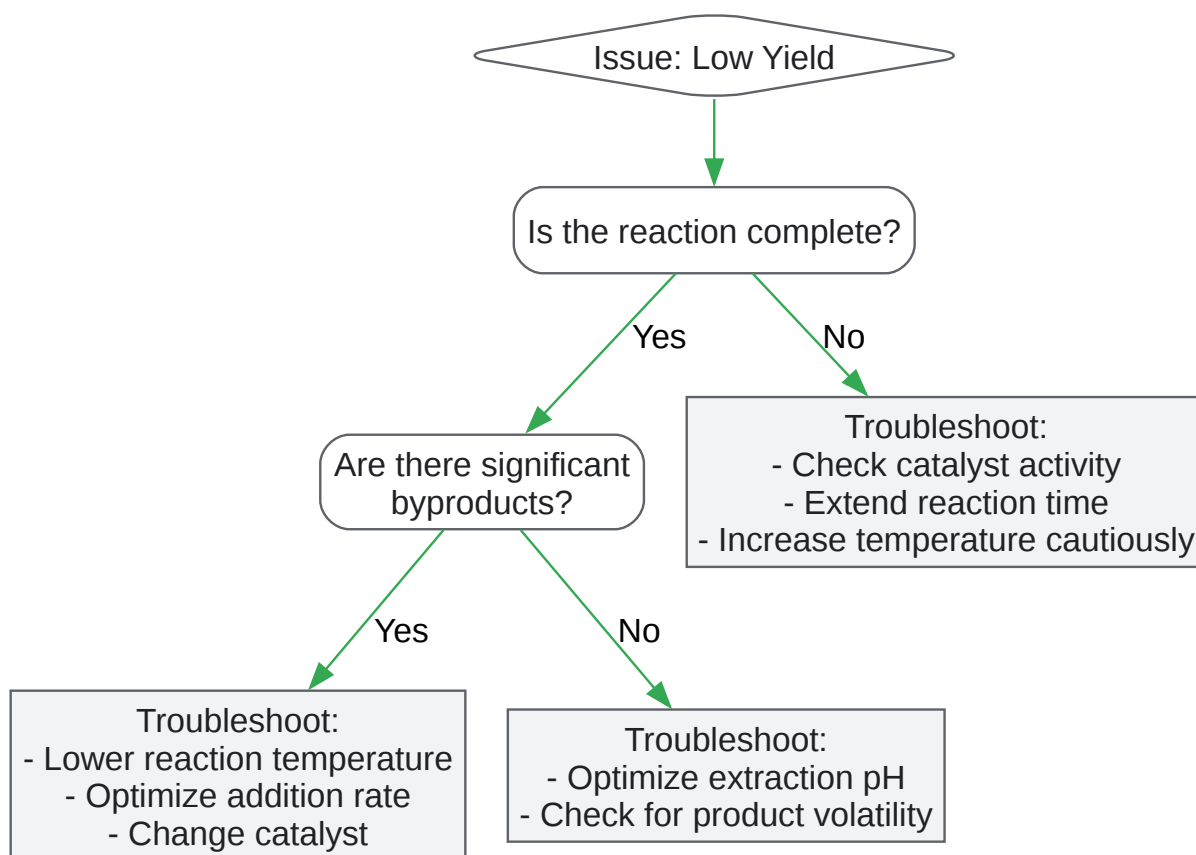 Issue: Low Yield
Is the reaction complete?
Yes
No
Troubleshoot:
- Check catalyst activity
- Extend reaction time
- Increase temperature cautiously
Are there significant
byproducts?
Yes
No
Troubleshoot:
- Lower reaction temperature
- Optimize addition rate
- Change catalyst
Troubleshoot:
- Optimize extraction pH
- Check for product volatility